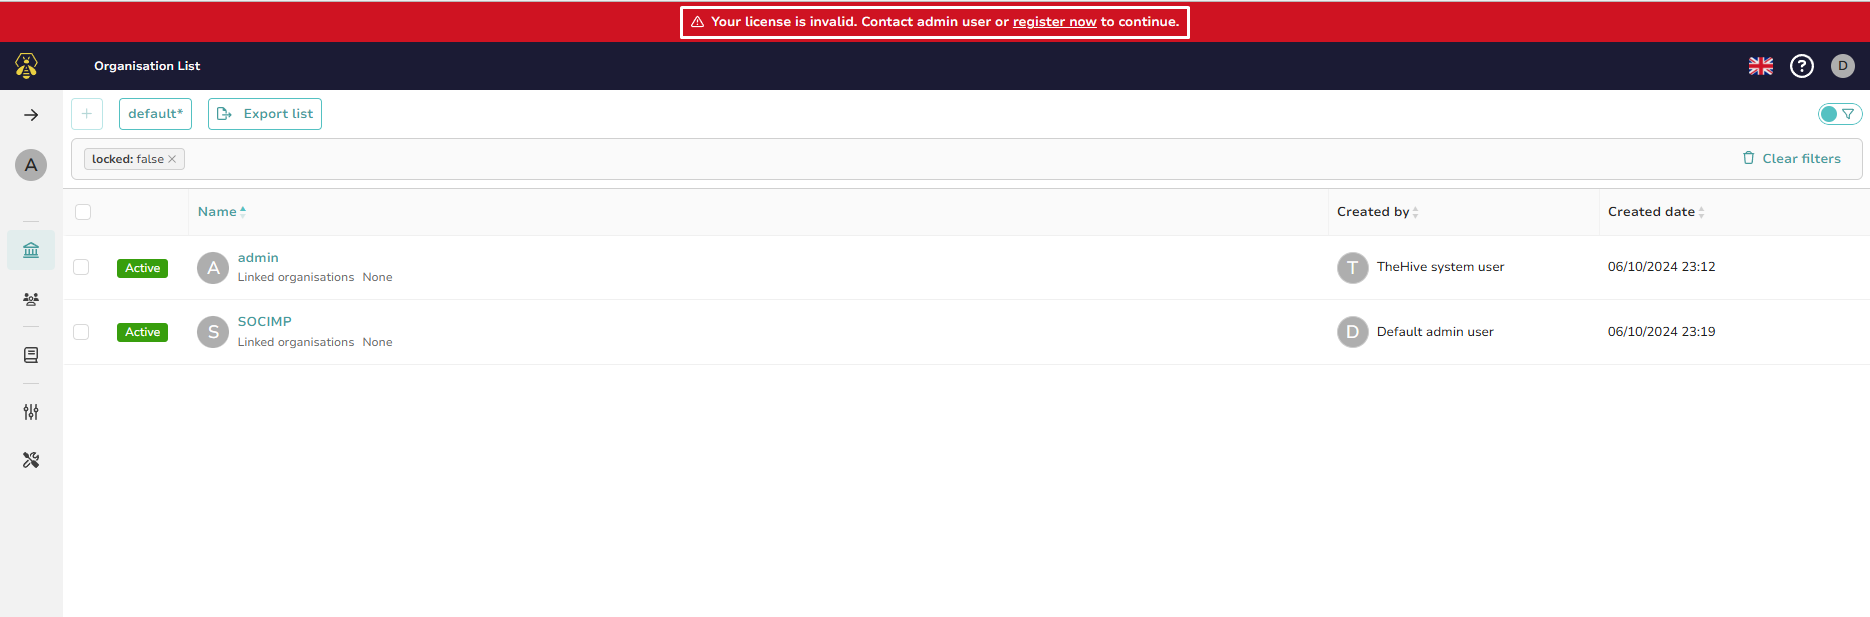 Your license is invalid. Contact admin user or register now to continue.
Organisation List
D
default*
Export list
A
locked: false
Clear filters
Name
Created by
Created date
Active
A
admin
Linked organisations None
T
TheHive system user
06/10/2024 23:12
Active
S
SOCIMP
Linked organisations None
D
Default admin user
06/10/2024 23:19